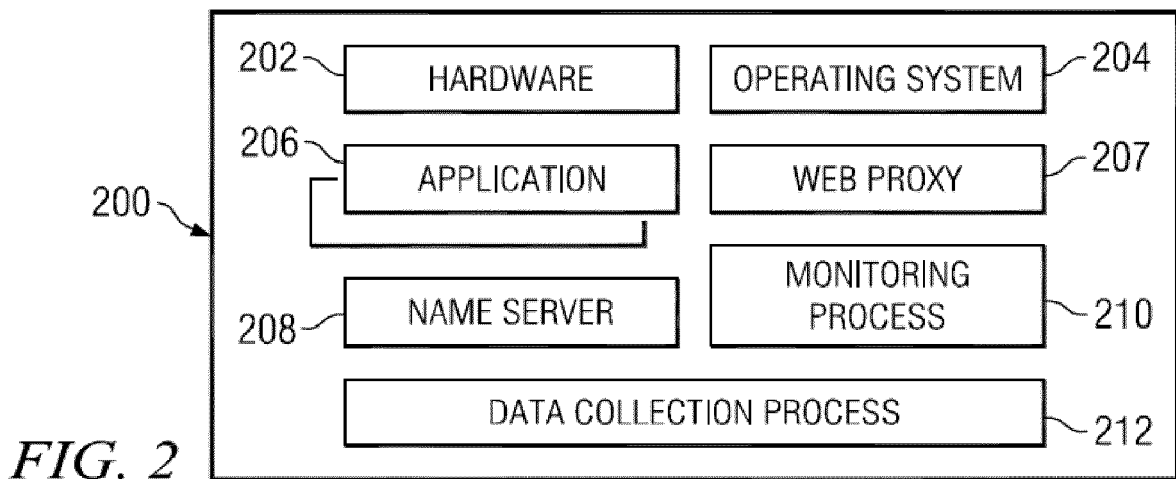 202 HARDWARE OPERATING SYSTEM 204
206 APPLICATION WEB PROXY 207
200
208 NAME SERVER MONITORING PROCESS 210
DATA COLLECTION PROCESS 212
FIG. 2